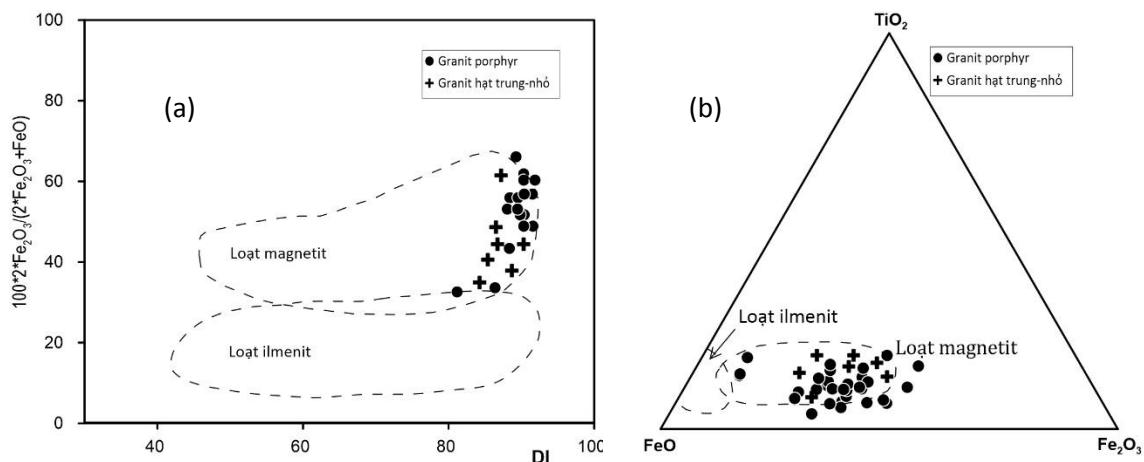 100
80
60
40
20
0
100*2*Fe₂O₃/(2*Fe₂O₃+FeO)
(a)
Granit porphyr
Granit hạt trung-nhỏ
Loạt magnetit
Loạt ilmenit
40
60
80
100
DI
TiO₂
(b)
Granit porphyr
Granit hạt trung-nhỏ
Loạt ilmenit
Loạt magnetit
FeO
Fe₂O₃